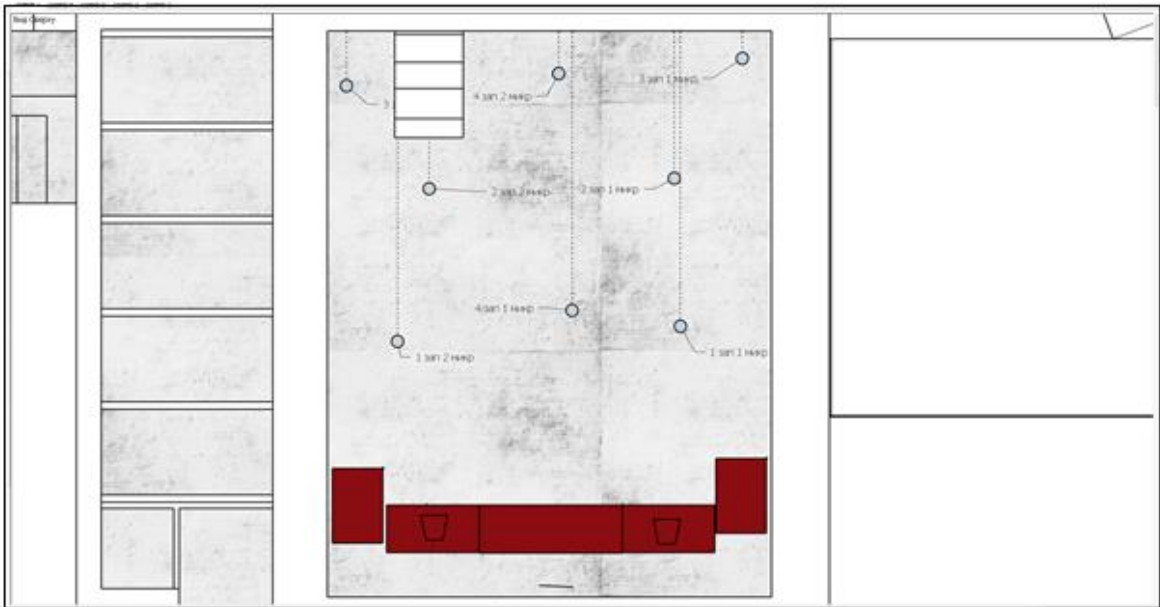 Вид Сверху
3 зап 1 микр
4 зап 2 микр
3
2 зап 2 микр
2 зап 1 микр
4 зап 1 микр
1 зап 2 микр
1 зап 1 микр